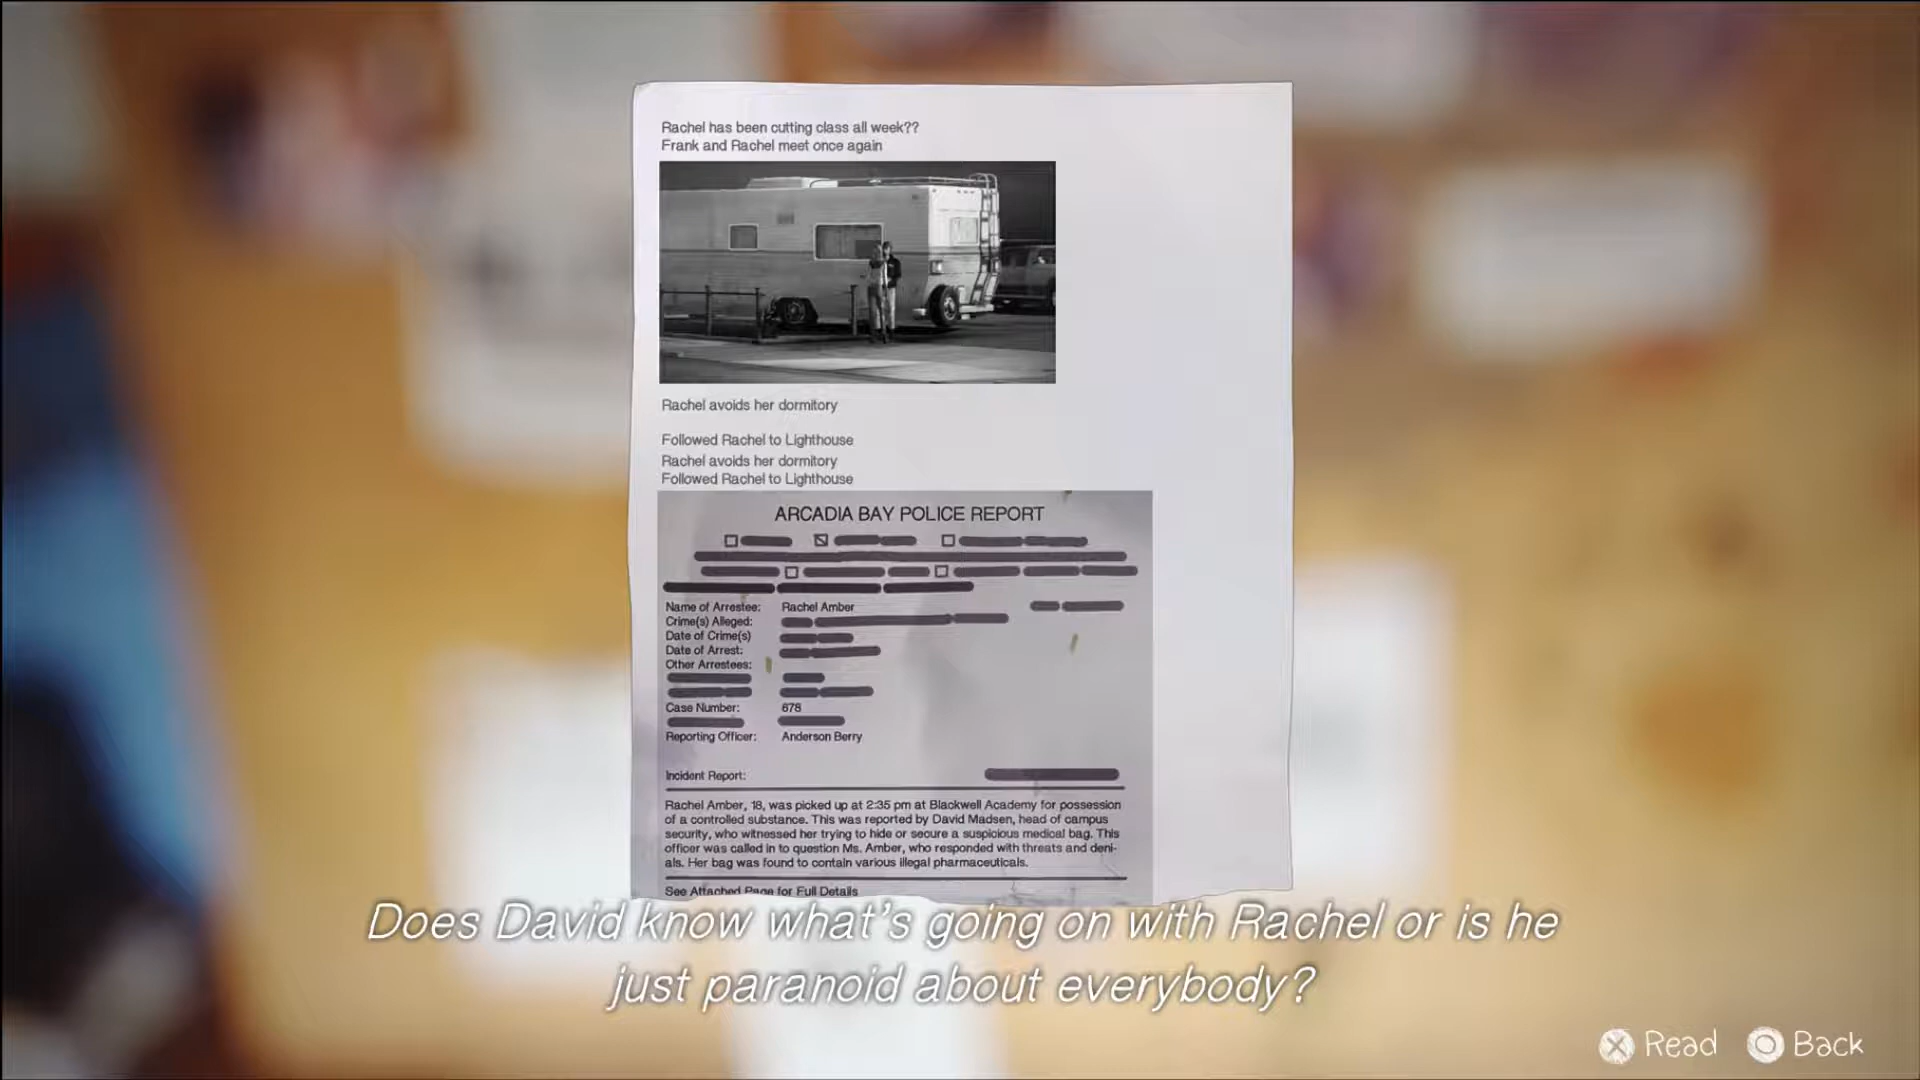 Rachel has been cutting class all week??
Frank and Rachel meet once again
Rachel avoids her dormitory
Followed Rachel to Lighthouse
Rachel avoids her dormitory
Followed Rachel to Lighthouse
ARCADIA BAY POLICE REPORT
Name of Arrestee: Rachel Amber
Crime(s) Alleged:
Date of Crime(s)
Date of Arrest:
Other Arrestees:
Case Number: 678
Reporting Officer: Anderson Berry
Incident Report:
Rachel Amber, 18, was picked up at 2:35 pm at Blackwell Academy for possession
of a controlled substance. This was reported by David Madsen, head of campus
security, who witnessed her trying to hide or secure a suspicious medical bag. This
officer was called in to question Ms. Amber, who responded with threats and deni-
als. Her bag was found to contain various illegal pharmaceuticals.
See Attached Page for Full Details
Does David know what's going on with Rachel or is he
just paranoid about everybody?
Read Back